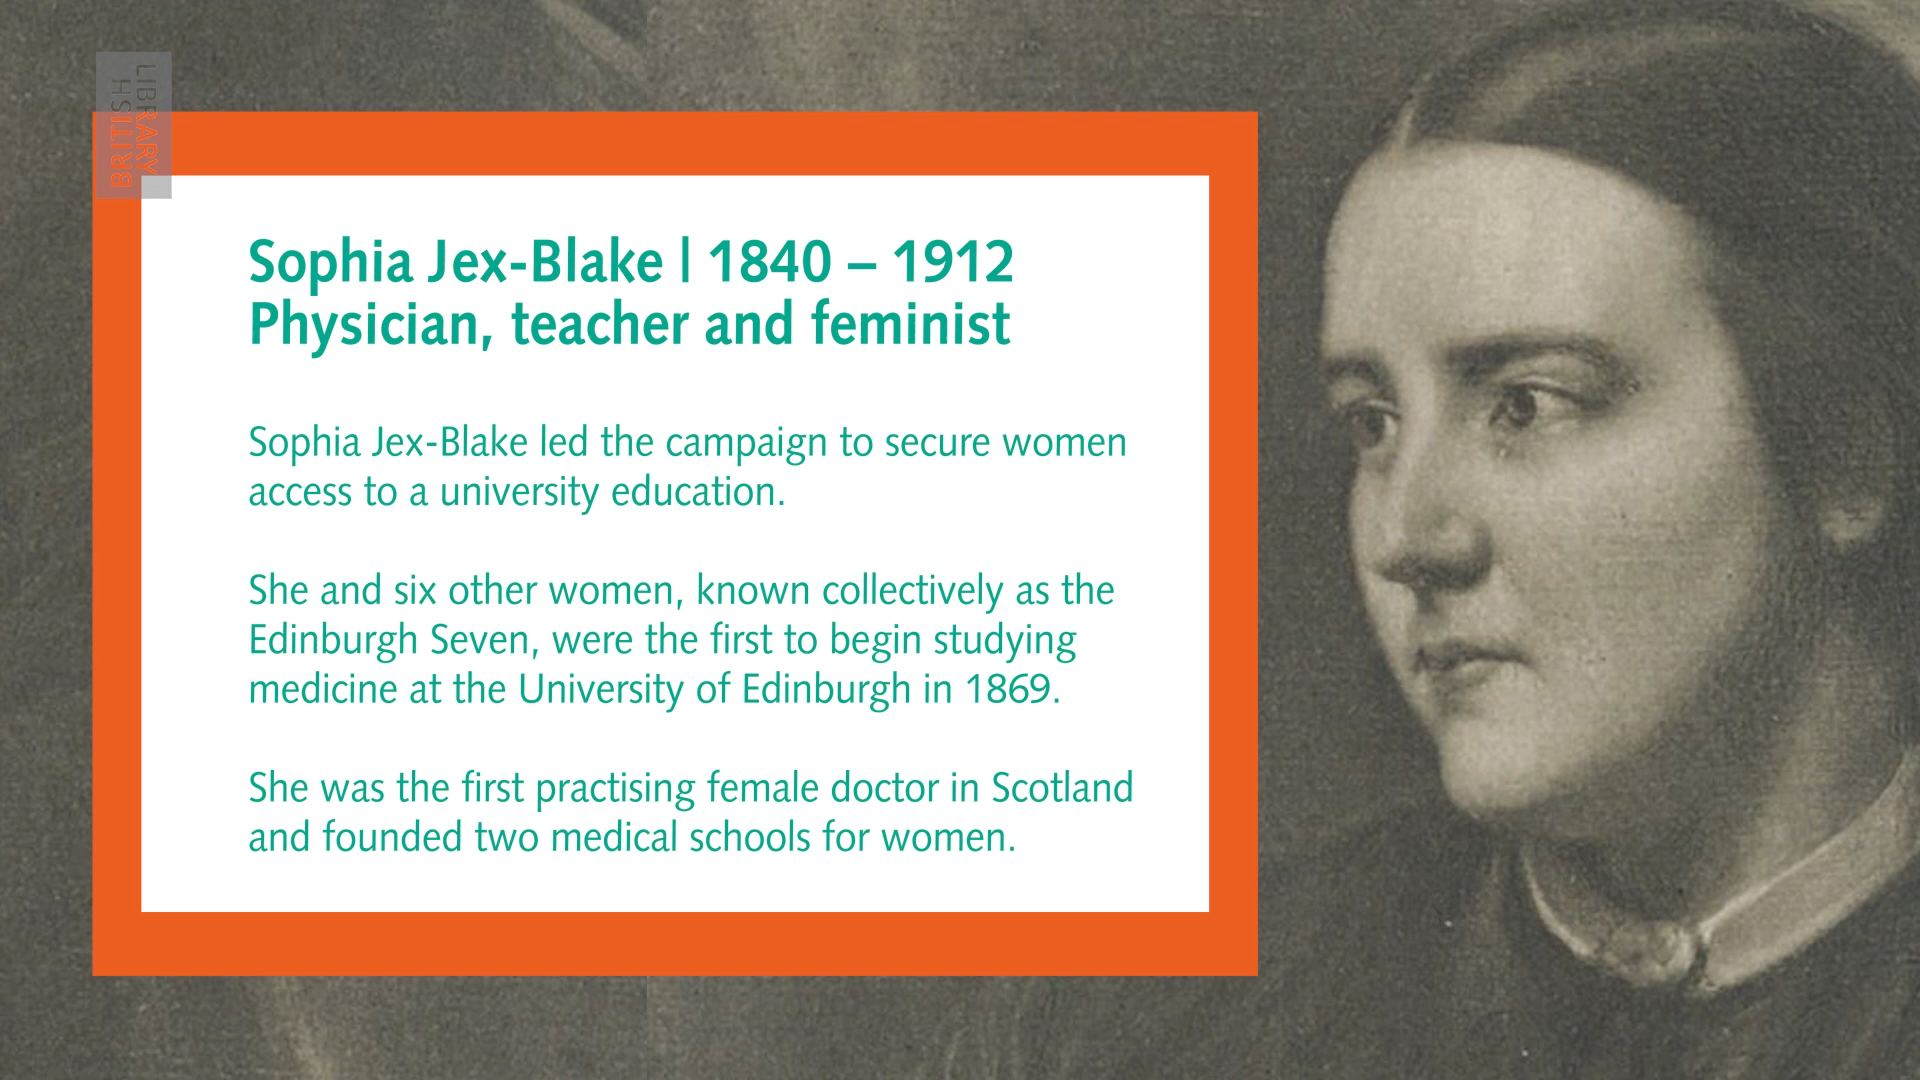 BRITISH
LIBRARY
Sophia Jex-Blake | 1840 – 1912
Physician, teacher and feminist
Sophia Jex-Blake led the campaign to secure women
access to a university education.
She and six other women, known collectively as the
Edinburgh Seven, were the first to begin studying
medicine at the University of Edinburgh in 1869.
She was the first practising female doctor in Scotland
and founded two medical schools for women.